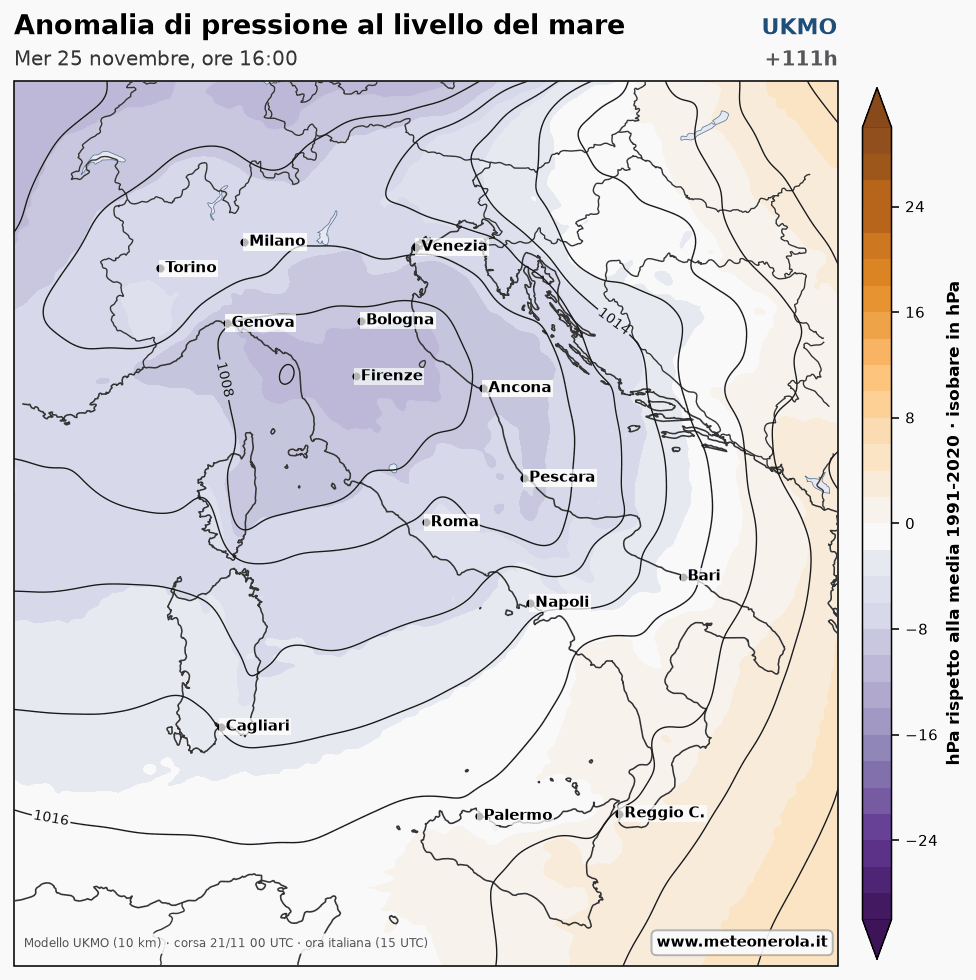 Anomalia di pressione al livello del mare
UKMO
Mer 25 novembre, ore 16:00
+111h
Milano
Venezia
Torino
Genova
Bologna
1014
1008
Firenze
Ancona
Pescara
Roma
Bari
Napoli
Cagliari
1016
Palermo
Reggio C.
24
16
8
0
−8
−16
−24
hPa rispetto alla media 1991-2020 · isobare in hPa
Modello UKMO (10 km) · corsa 21/11 00 UTC · ora italiana (15 UTC)
www.meteonerola.it